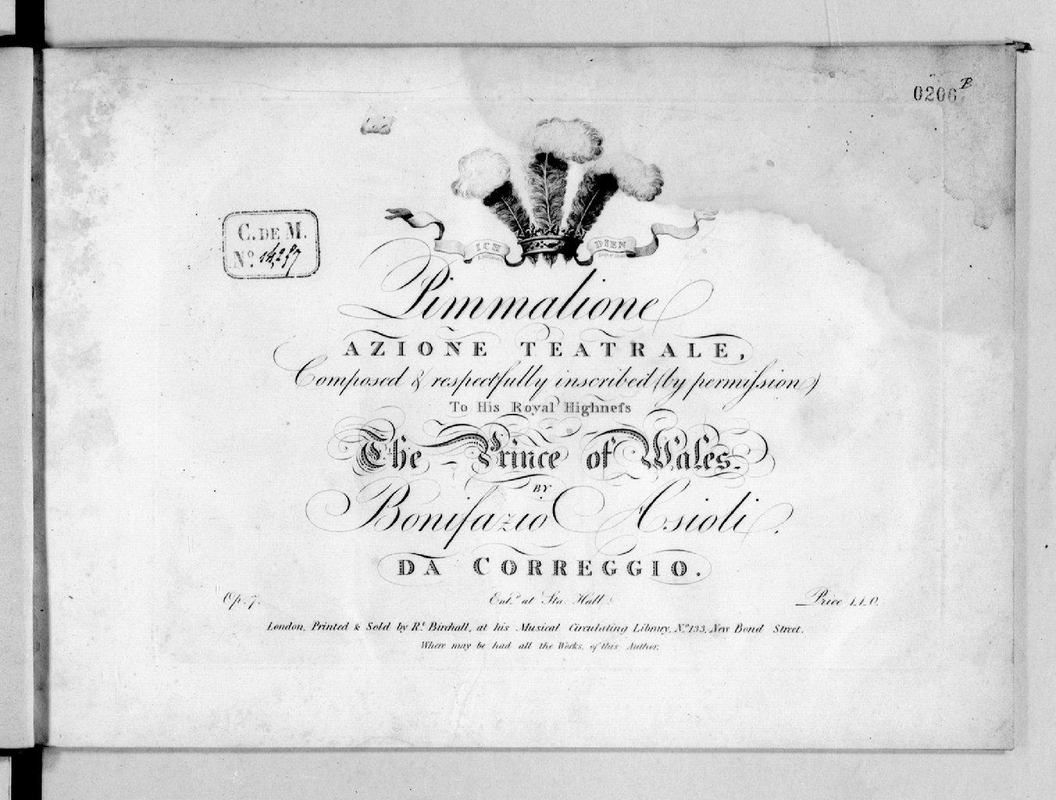 0206
C. DE M.
Nº
ICH DIEN
Pimmalione
AZIONE TEATRALE,
Composed & respectfully inscribed (by permiſsion)
To His Royal Highneſs
The Prince of Wales.
BY
Bonifazio Asioli.
DA CORREGGIO.
Op. 7. Ent.d at Sta. Hall. Price 1.1.0.
London, Printed & Sold by R.t Birchall, at his Musical Circulating Library, Nº 133, New Bond Street.
Where may be had all the Works, of this Author.